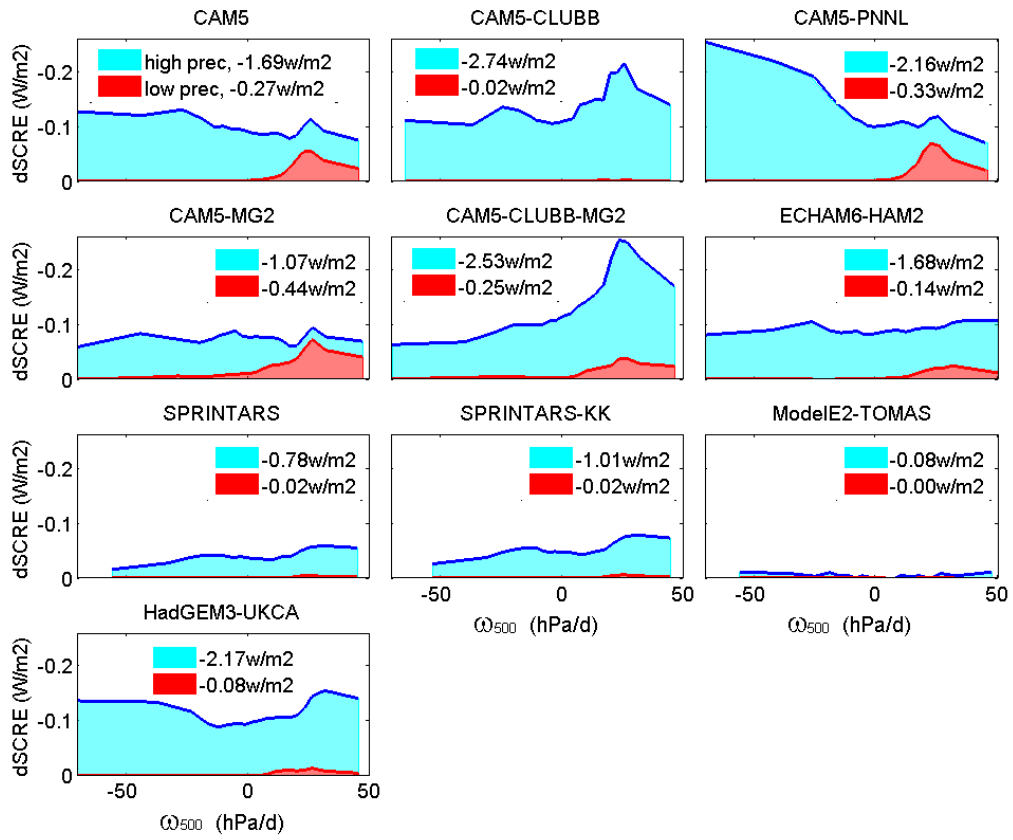 CAM5
CAM5-CLUBB
CAM5-PNNL
dSCRE (W/m2)
-0.2
-0.1
0
high prec, -1.69w/m2
low prec, -0.27w/m2
-2.74w/m2
-0.02w/m2
-2.16w/m2
-0.33w/m2
CAM5-MG2
CAM5-CLUBB-MG2
ECHAM6-HAM2
dSCRE (W/m2)
-0.2
-0.1
0
-1.07w/m2
-0.44w/m2
-2.53w/m2
-0.25w/m2
-1.68w/m2
-0.14w/m2
SPRINTARS
SPRINTARS-KK
ModelE2-TOMAS
dSCRE (W/m2)
-0.2
-0.1
0
-0.78w/m2
-0.02w/m2
-1.01w/m2
-0.02w/m2
-0.08w/m2
-0.00w/m2
-50 0 50
ω500 (hPa/d)
-50 0 50
ω500 (hPa/d)
HadGEM3-UKCA
dSCRE (W/m2)
-0.2
-0.1
0
-2.17w/m2
-0.08w/m2
-50 0 50
ω500 (hPa/d)